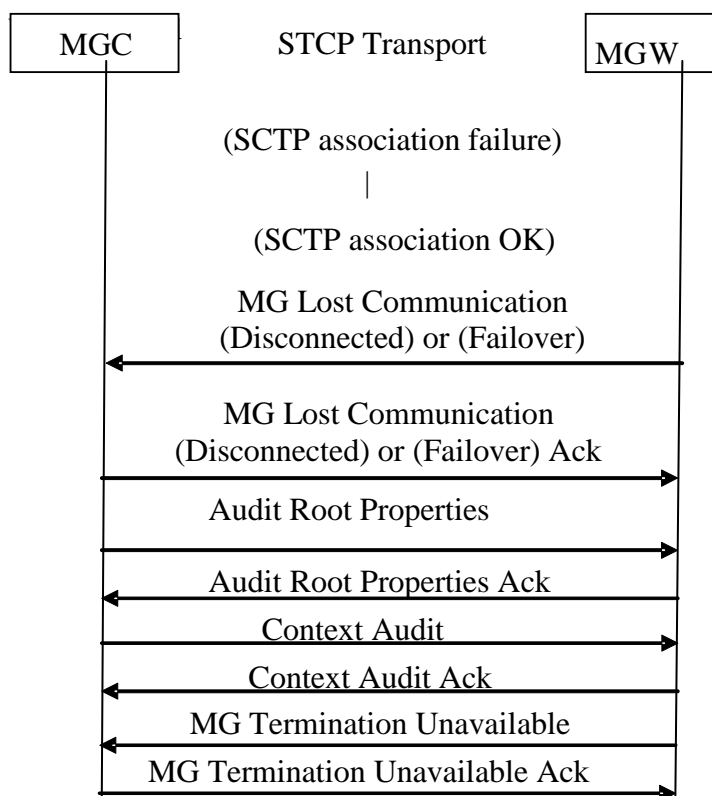 MGC
STCP Transport
MGW
(SCTP association failure)
(SCTP association OK)
MG Lost Communication
(Disconnected) or (Failover)
MG Lost Communication
(Disconnected) or (Failover) Ack
Audit Root Properties
Audit Root Properties Ack
Context Audit
Context Audit Ack
MG Termination Unavailable
MG Termination Unavailable Ack